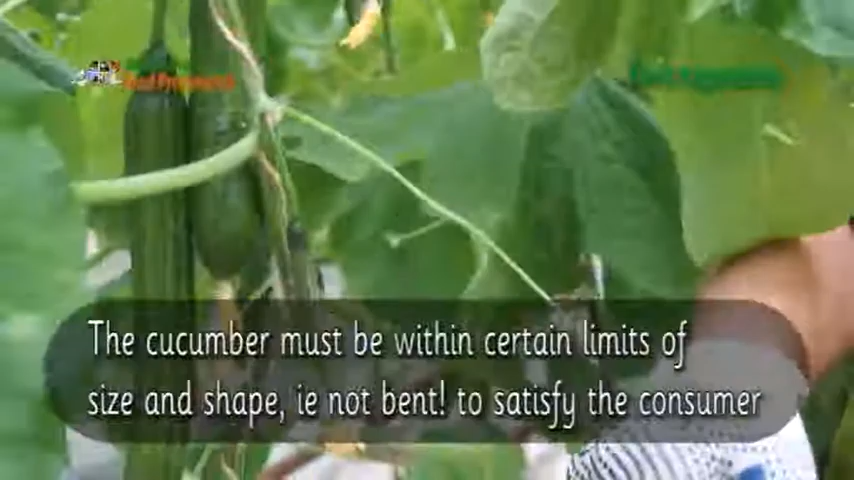 The cucumber must be within certain limits of
size and shape, ie not bent! to satisfy the consumer